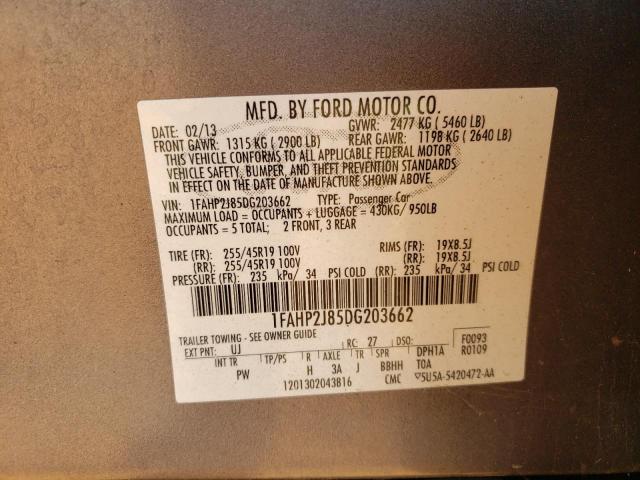 MFD. BY FORD MOTOR CO.
DATE: 02/13 GVWR: 2477 KG ( 5460 LB)
FRONT GAWR: 1315 KG ( 2900 LB) REAR GAWR: 1198 KG ( 2640 LB)
THIS VEHICLE CONFORMS TO ALL APPLICABLE FEDERAL MOTOR
VEHICLE SAFETY, BUMPER, AND THEFT PREVENTION STANDARDS
IN EFFECT ON THE DATE OF MANUFACTURE SHOWN ABOVE.
VIN: 1FAHP2J85DG203662 TYPE: Passenger Car
MAXIMUM LOAD = OCCUPANTS + LUGGAGE = 430KG/ 950LB
OCCUPANTS = 5 TOTAL; 2 FRONT, 3 REAR
TIRE (FR): 255/45R19 100V RIMS (FR): 19X8.5J
(RR): 255/45R19 100V (RR): 19X8.5J
PRESSURE (FR): 235 kPa/ 34 PSI COLD (RR): 235 kPa/ 34 PSI COLD
1FAHP2J85DG203662
TRAILER TOWING - SEE OWNER GUIDE
EXT PNT: UJ RC: 27 DSO: F0093
INT TR TP/PS R AXLE TR SPR DPH1A R0109
PW H 3A J BBHH TOA
1201302043816 CMC ▽5U5A-5420472-AA